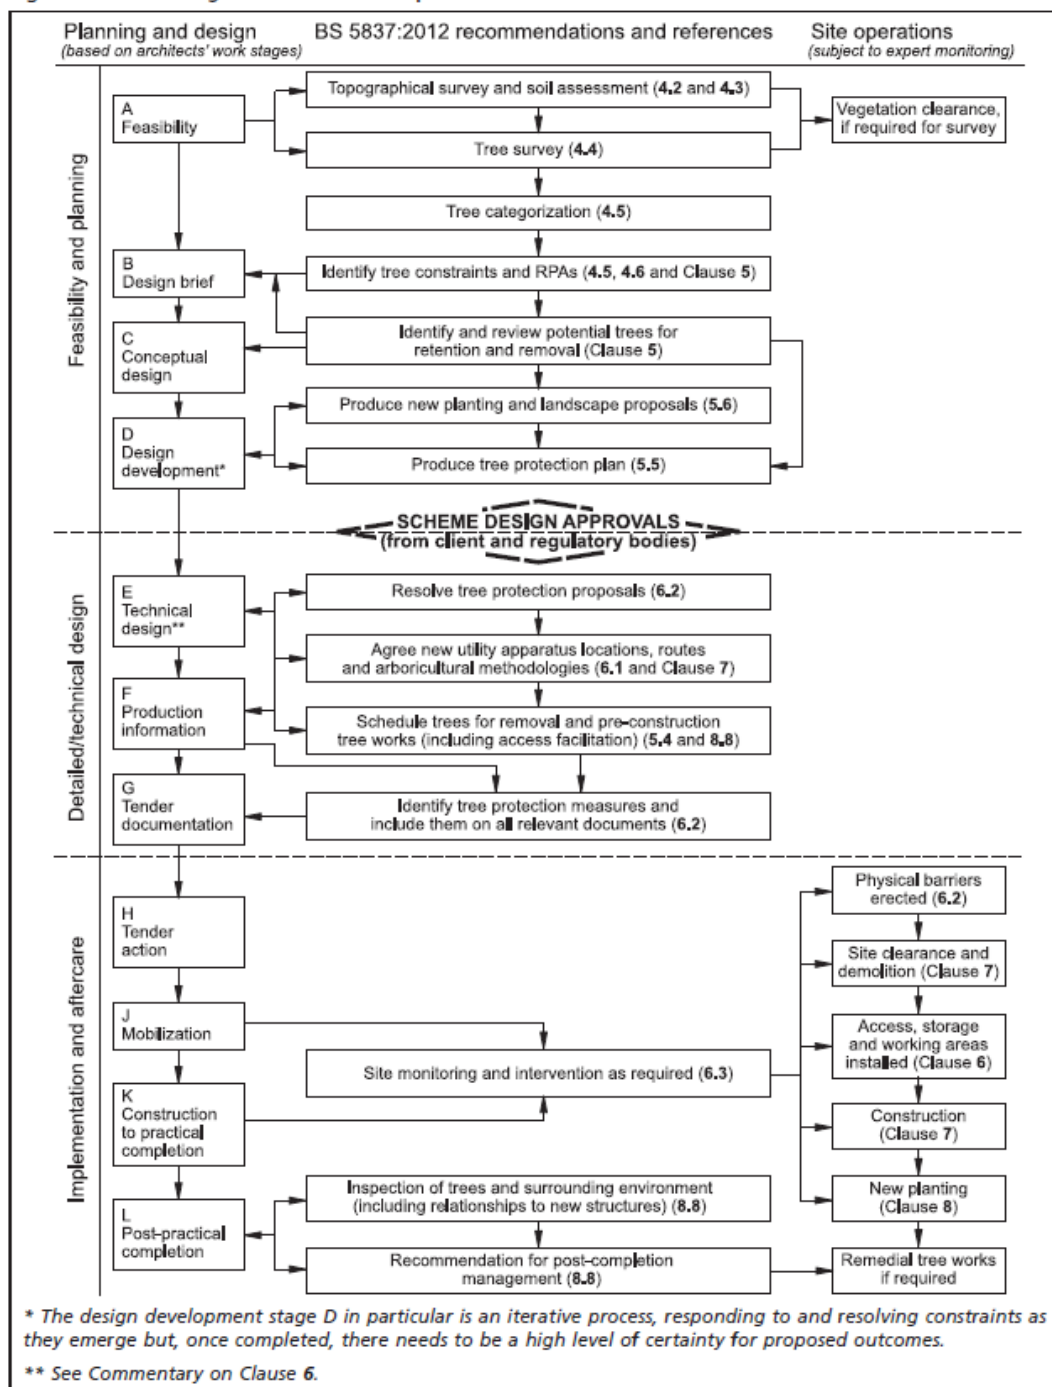 Planning and design
(based on architects' work stages)
BS 5837:2012 recommendations and references
Site operations
(subject to expert monitoring)
Feasibility and planning
A
Feasibility
Topographical survey and soil assessment (4.2 and 4.3)
Vegetation clearance,
if required for survey
Tree survey (4.4)
Tree categorization (4.5)
B
Design brief
Identify tree constraints and RPAs (4.5, 4.6 and Clause 5)
C
Conceptual
design
Identify and review potential trees for
retention and removal (Clause 5)
Produce new planting and landscape proposals (5.6)
D
Design
development*
Produce tree protection plan (5.5)
SCHEME DESIGN APPROVALS
(from client and regulatory bodies)
Detailed/technical design
E
Technical
design**
Resolve tree protection proposals (6.2)
Agree new utility apparatus locations, routes
and arboricultural methodologies (6.1 and Clause 7)
F
Production
information
Schedule trees for removal and pre-construction
tree works (including access facilitation) (5.4 and 8.8)
G
Tender
documentation
Identify tree protection measures and
include them on all relevant documents (6.2)
Implementation and aftercare
H
Tender
action
Physical barriers
erected (6.2)
Site clearance and
demolition (Clause 7)
J
Mobilization
Access, storage
and working areas
installed (Clause 6)
Site monitoring and intervention as required (6.3)
K
Construction
to practical
completion
Construction
(Clause 7)
L
Post-practical
completion
Inspection of trees and surrounding environment
(including relationships to new structures) (8.8)
New planting
(Clause 8)
Recommendation for post-completion
management (8.8)
Remedial tree works
if required
* The design development stage D in particular is an iterative process, responding to and resolving constraints as
they emerge but, once completed, there needs to be a high level of certainty for proposed outcomes.
** See Commentary on Clause 6.